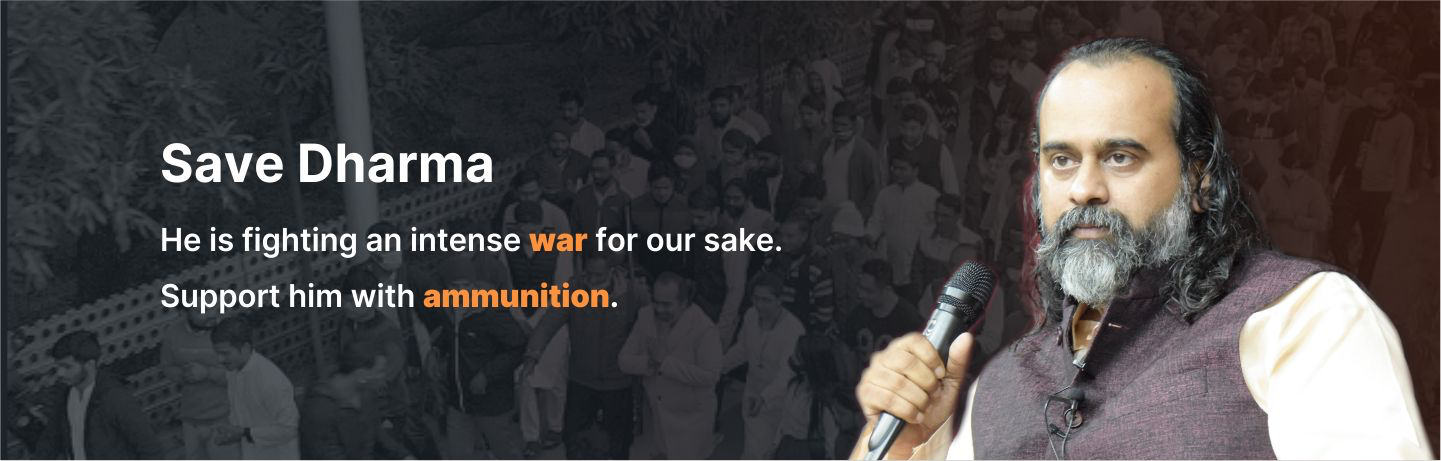 Save Dharma
He is fighting an intense war for our sake.
Support him with ammunition.